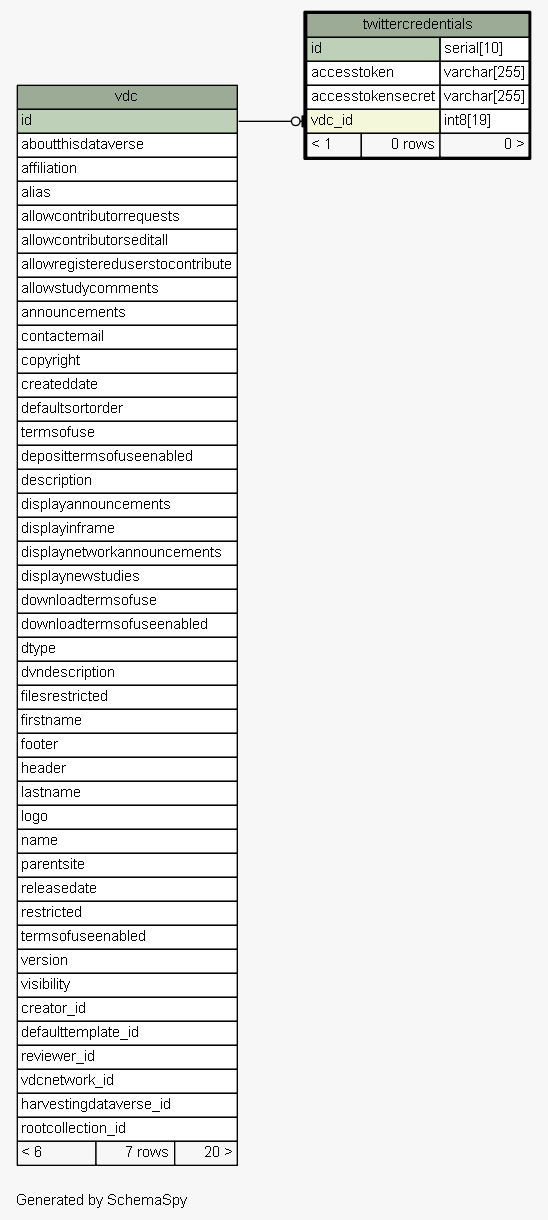 twittercredentials
id serial[10]
accesstoken varchar[255]
accesstokensecret varchar[255]
vdc_id int8[19]
< 1 0 rows 0 >
vdc
id
aboutthisdataverse
affiliation
alias
allowcontributorrequests
allowcontributorseditall
allowregistereduserstocontribute
allowstudycomments
announcements
contactemail
copyright
createddate
defaultsortorder
termsofuse
deposittermsofuseenabled
description
displayannouncements
displayinframe
displaynetworkannouncements
displaynewstudies
downloadtermsofuse
downloadtermsofuseenabled
dtype
dvndescription
filesrestricted
firstname
footer
header
lastname
logo
name
parentsite
releasedate
restricted
termsofuseenabled
version
visibility
creator_id
defaulttemplate_id
reviewer_id
vdcnetwork_id
harvestingdataverse_id
rootcollection_id
< 6 7 rows 20 >
Generated by SchemaSpy